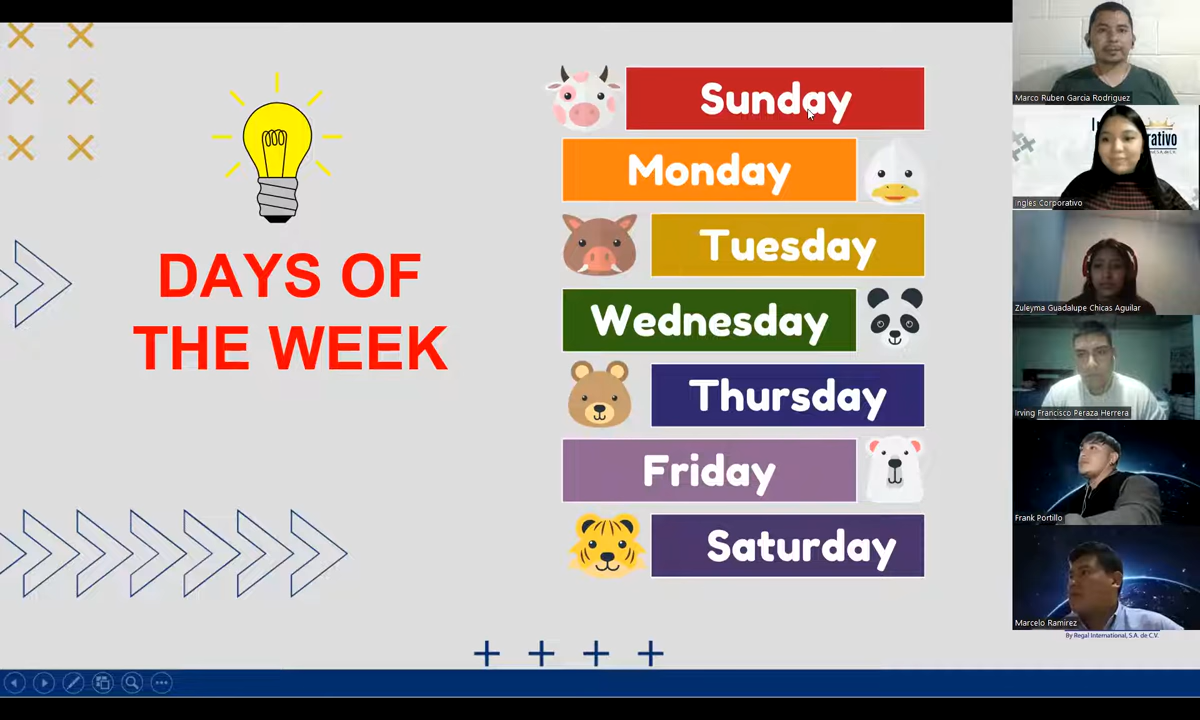 DAYS OF
THE WEEK
Sunday
Monday
Tuesday
Wednesday
Thursday
Friday
Saturday
Marco Ruben Garcia Rodriguez
Ingles Corporativo
Zuleyma Guadalupe Chicas Aguilar
Irving Francisco Peraza Herrera
Frank Portillo
Marcelo Ramirez
By Regal International, S.A. de C.V.